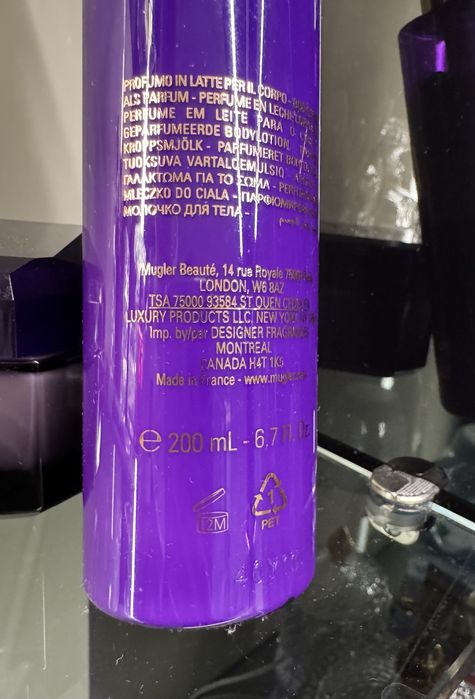 PROFUMO IN LATTE PER IL CORPO -
ALS PARFUM - PERFUME EN LECHE
PERFUME EM LEITE PARA O
GEPARFUMEERDE BODYLOTION
KROPPSMJÖLK - PARFUMERET
TUOKSUVA VARTALOEMULSIO
ΓΑΛΑΚΤΩΜΑ ΓΙΑ ΤΟ ΣΩΜΑ -
MLECZKO DO CIAŁA -
МОЛОЧКО ДЛЯ ТЕЛА -
Mugler Beauté, 14 rue Royale
LONDON, W6 8AZ
TSA 75000 93584 ST OUEN
LUXURY PRODUCTS LLC, NEW YORK
Imp. by/par DESIGNER FRAGRANCES
MONTREAL
CANADA H4T 1K5
Made in France - www.mugler
e 200 mL - 6.7 fl. Oz
12M
1
PET